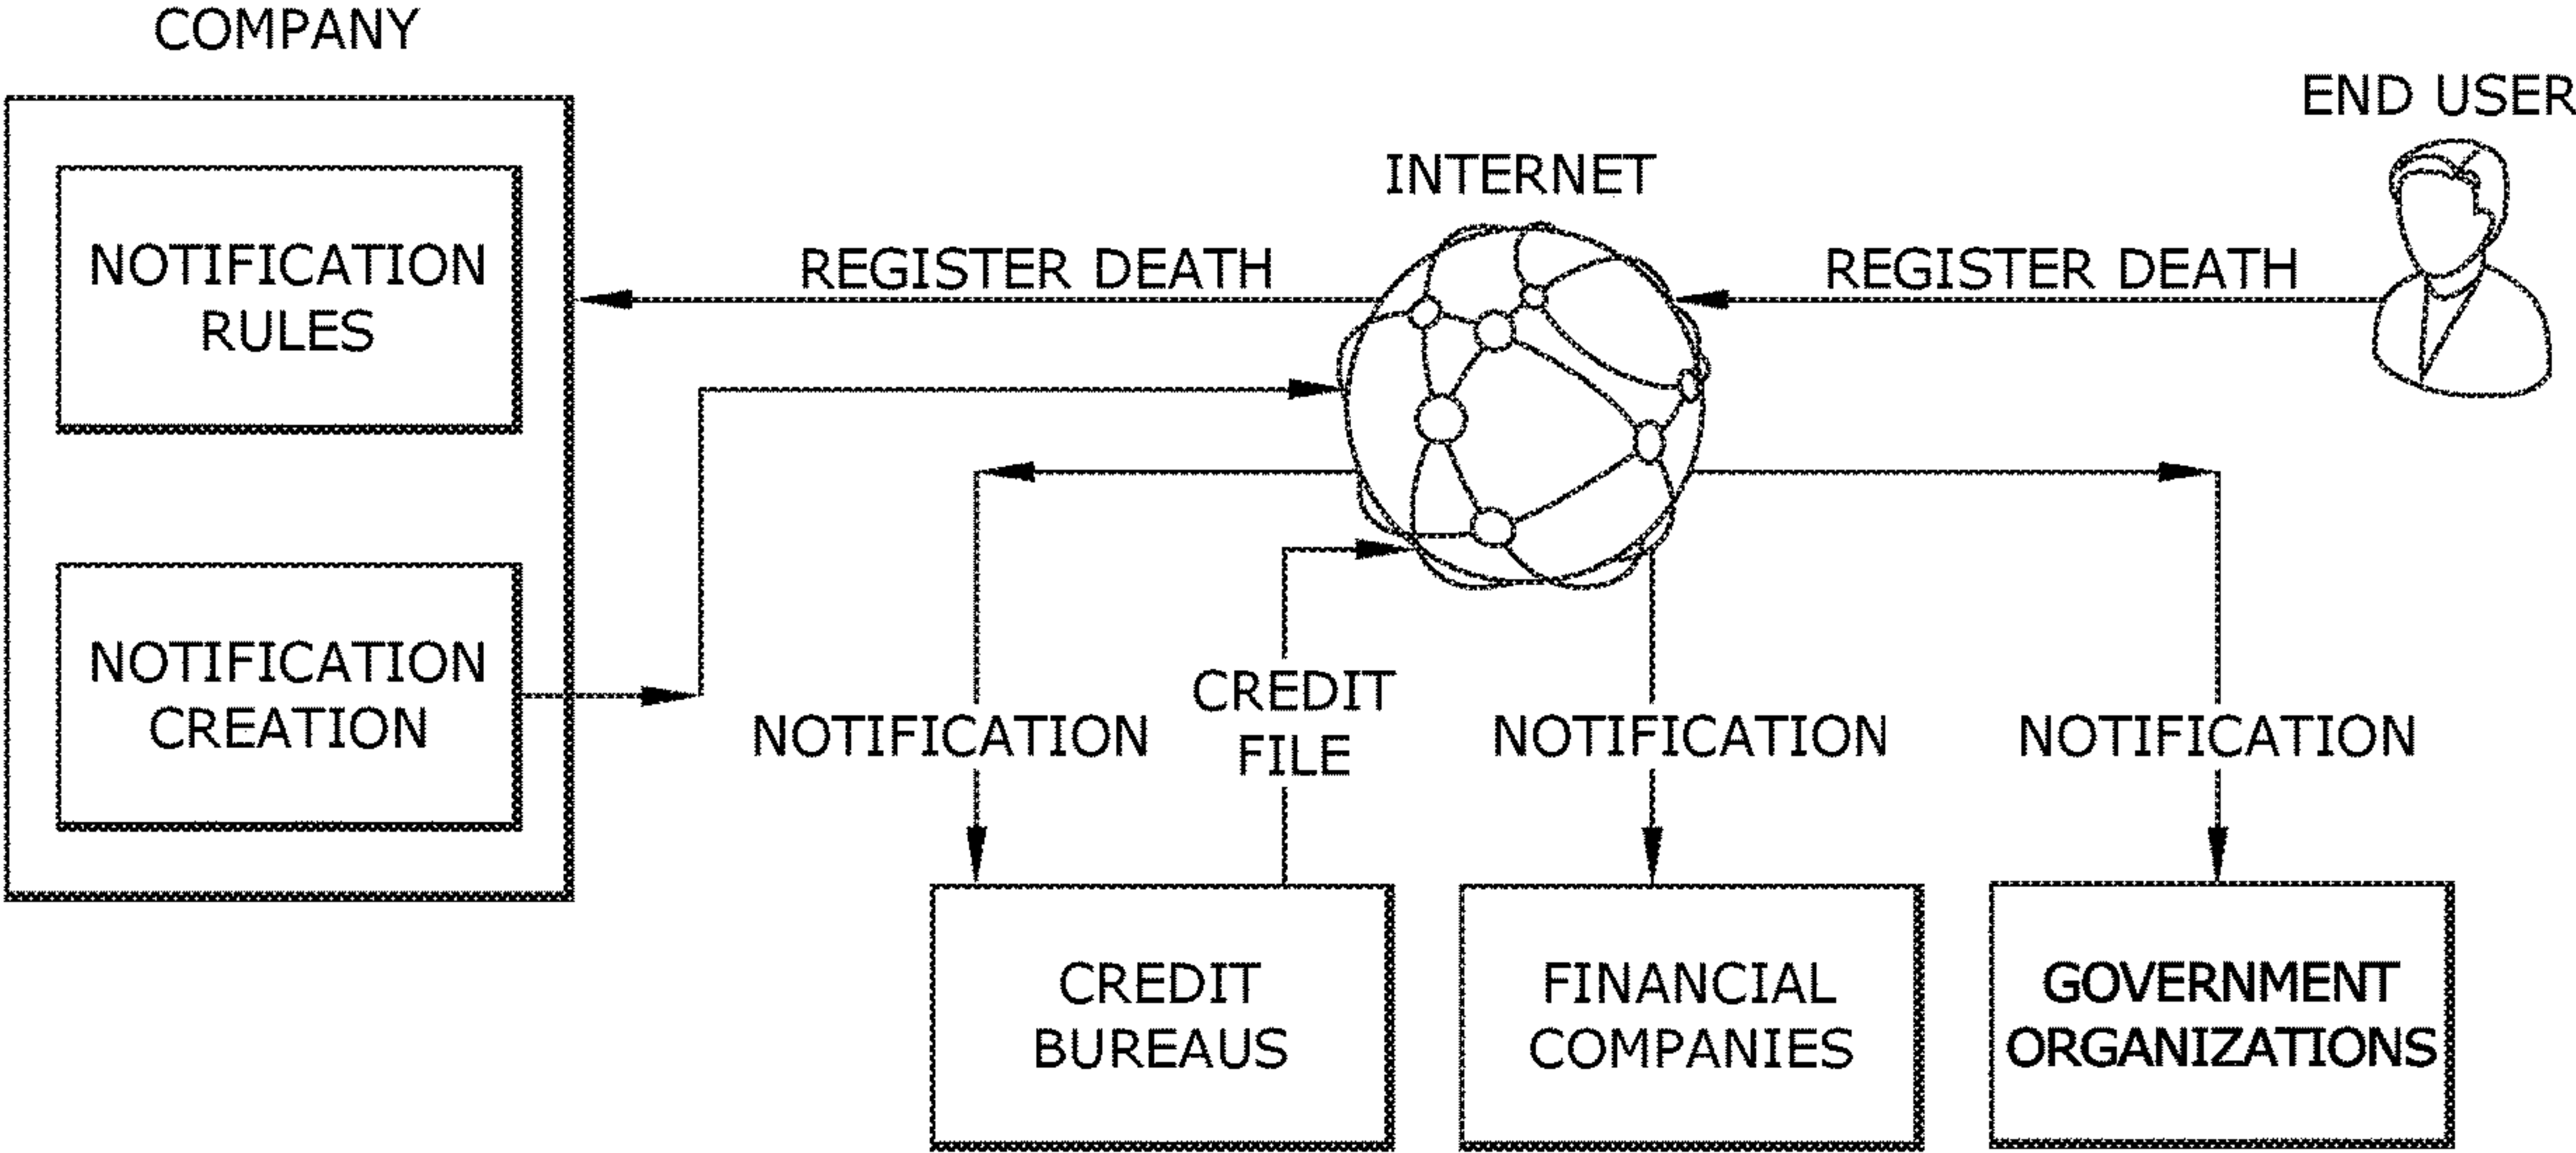 COMPANY
END USER
INTERNET
NOTIFICATION
RULES
REGISTER DEATH
REGISTER DEATH
NOTIFICATION
CREATION
NOTIFICATION
CREDIT
FILE
NOTIFICATION
NOTIFICATION
CREDIT
BUREAUS
FINANCIAL
COMPANIES
GOVERNMENT
ORGANIZATIONS